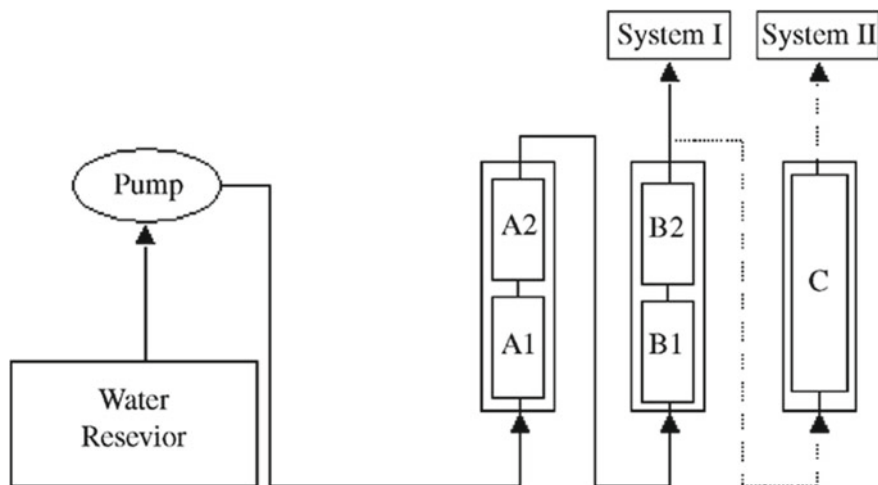 System I
System II
Pump
A2
B2
C
A1
B1
Water
Resevior